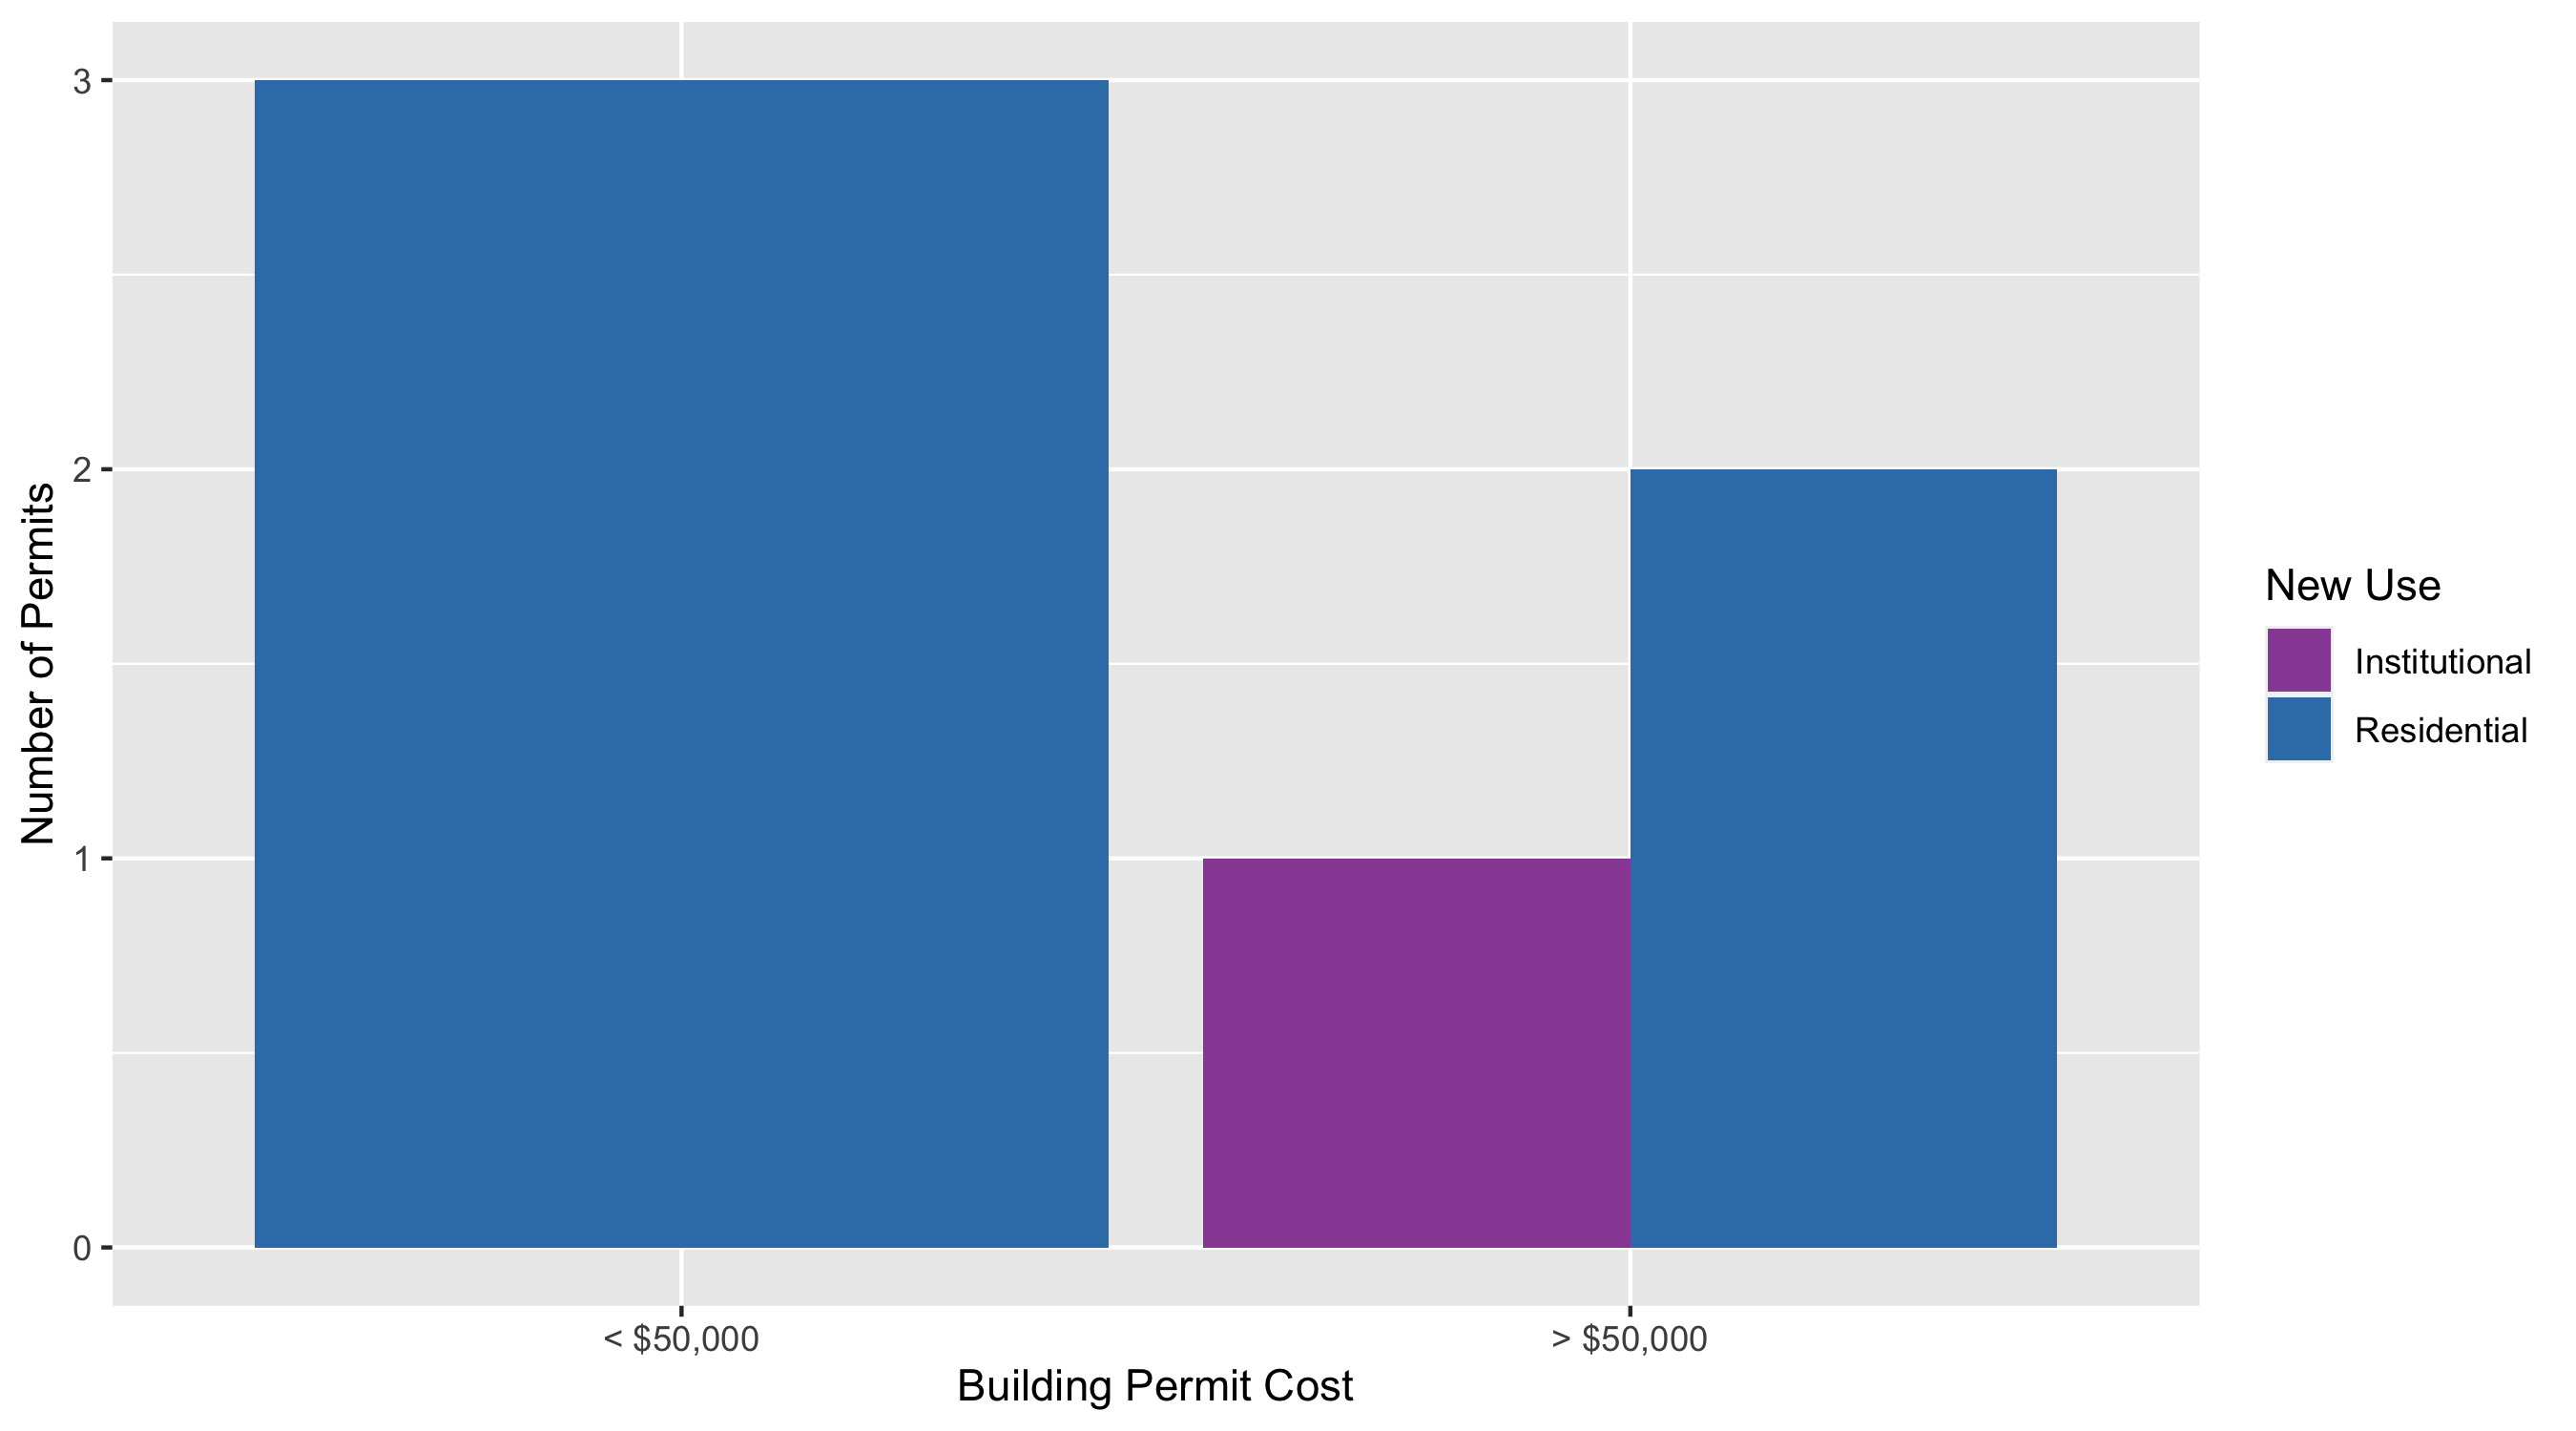 Number of Permits
3
2
1
0
< $50,000
> $50,000
Building Permit Cost
New Use
Institutional
Residential